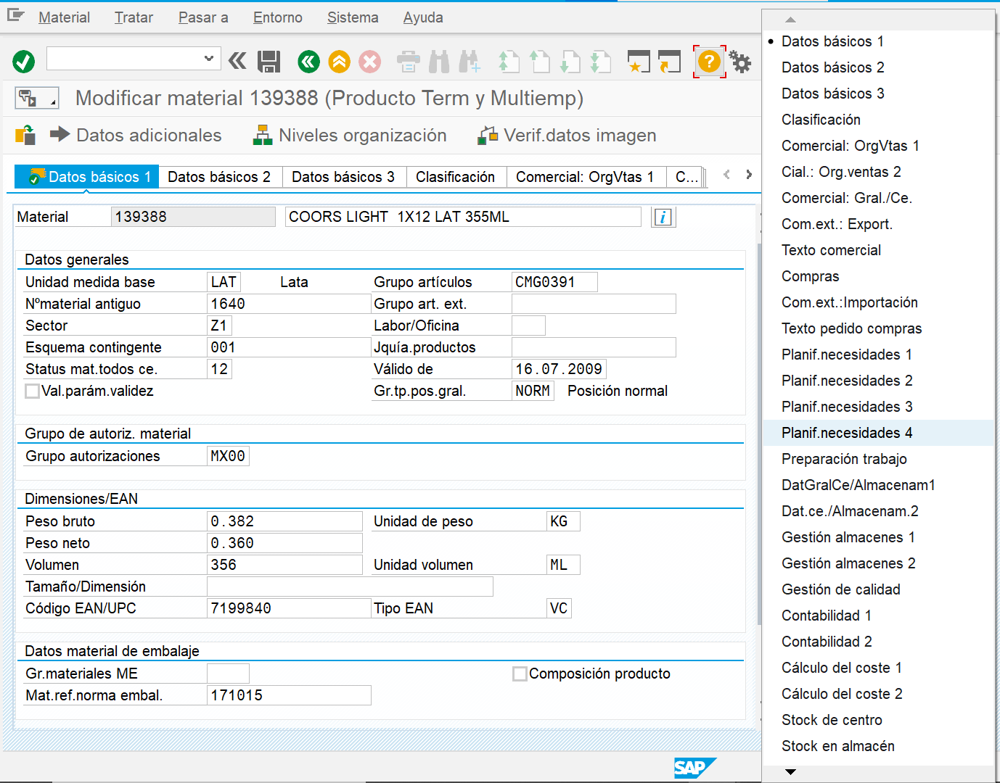 Material Tratar Pasar a Entorno Sistema Ayuda
Modificar material 139388 (Producto Term y Multiemp)
Datos adicionales Niveles organización Verif.datos imagen
Datos básicos 1 Datos básicos 2 Datos básicos 3 Clasificación Comercial: OrgVtas 1 C...
Material 139388 COORS LIGHT 1X12 LAT 355ML
Datos generales
Unidad medida base LAT Lata Grupo artículos CMG0391
Nºmaterial antiguo 1640 Grupo art. ext.
Sector Z1 Labor/Oficina
Esquema contingente 001 Jquía.productos
Status mat.todos ce. 12 Válido de 16.07.2009
Val.parám.validez Gr.tp.pos.gral. NORM Posición normal
Grupo de autoriz. material
Grupo autorizaciones MX00
Dimensiones/EAN
Peso bruto 0.382 Unidad de peso KG
Peso neto 0.360
Volumen 356 Unidad volumen ML
Tamaño/Dimensión
Código EAN/UPC 7199840 Tipo EAN VC
Datos material de embalaje
Gr.materiales ME Composición producto
Mat.ref.norma embal. 171015
SAP
Datos básicos 1
Datos básicos 2
Datos básicos 3
Clasificación
Comercial: OrgVtas 1
Cial.: Org.ventas 2
Comercial: Gral./Ce.
Com.ext.: Export.
Texto comercial
Compras
Com.ext.:Importación
Texto pedido compras
Planif.necesidades 1
Planif.necesidades 2
Planif.necesidades 3
Planif.necesidades 4
Preparación trabajo
DatGralCe/Almacenam1
Dat.ce./Almacenam.2
Gestión almacenes 1
Gestión almacenes 2
Gestión de calidad
Contabilidad 1
Contabilidad 2
Cálculo del coste 1
Cálculo del coste 2
Stock de centro
Stock en almacén